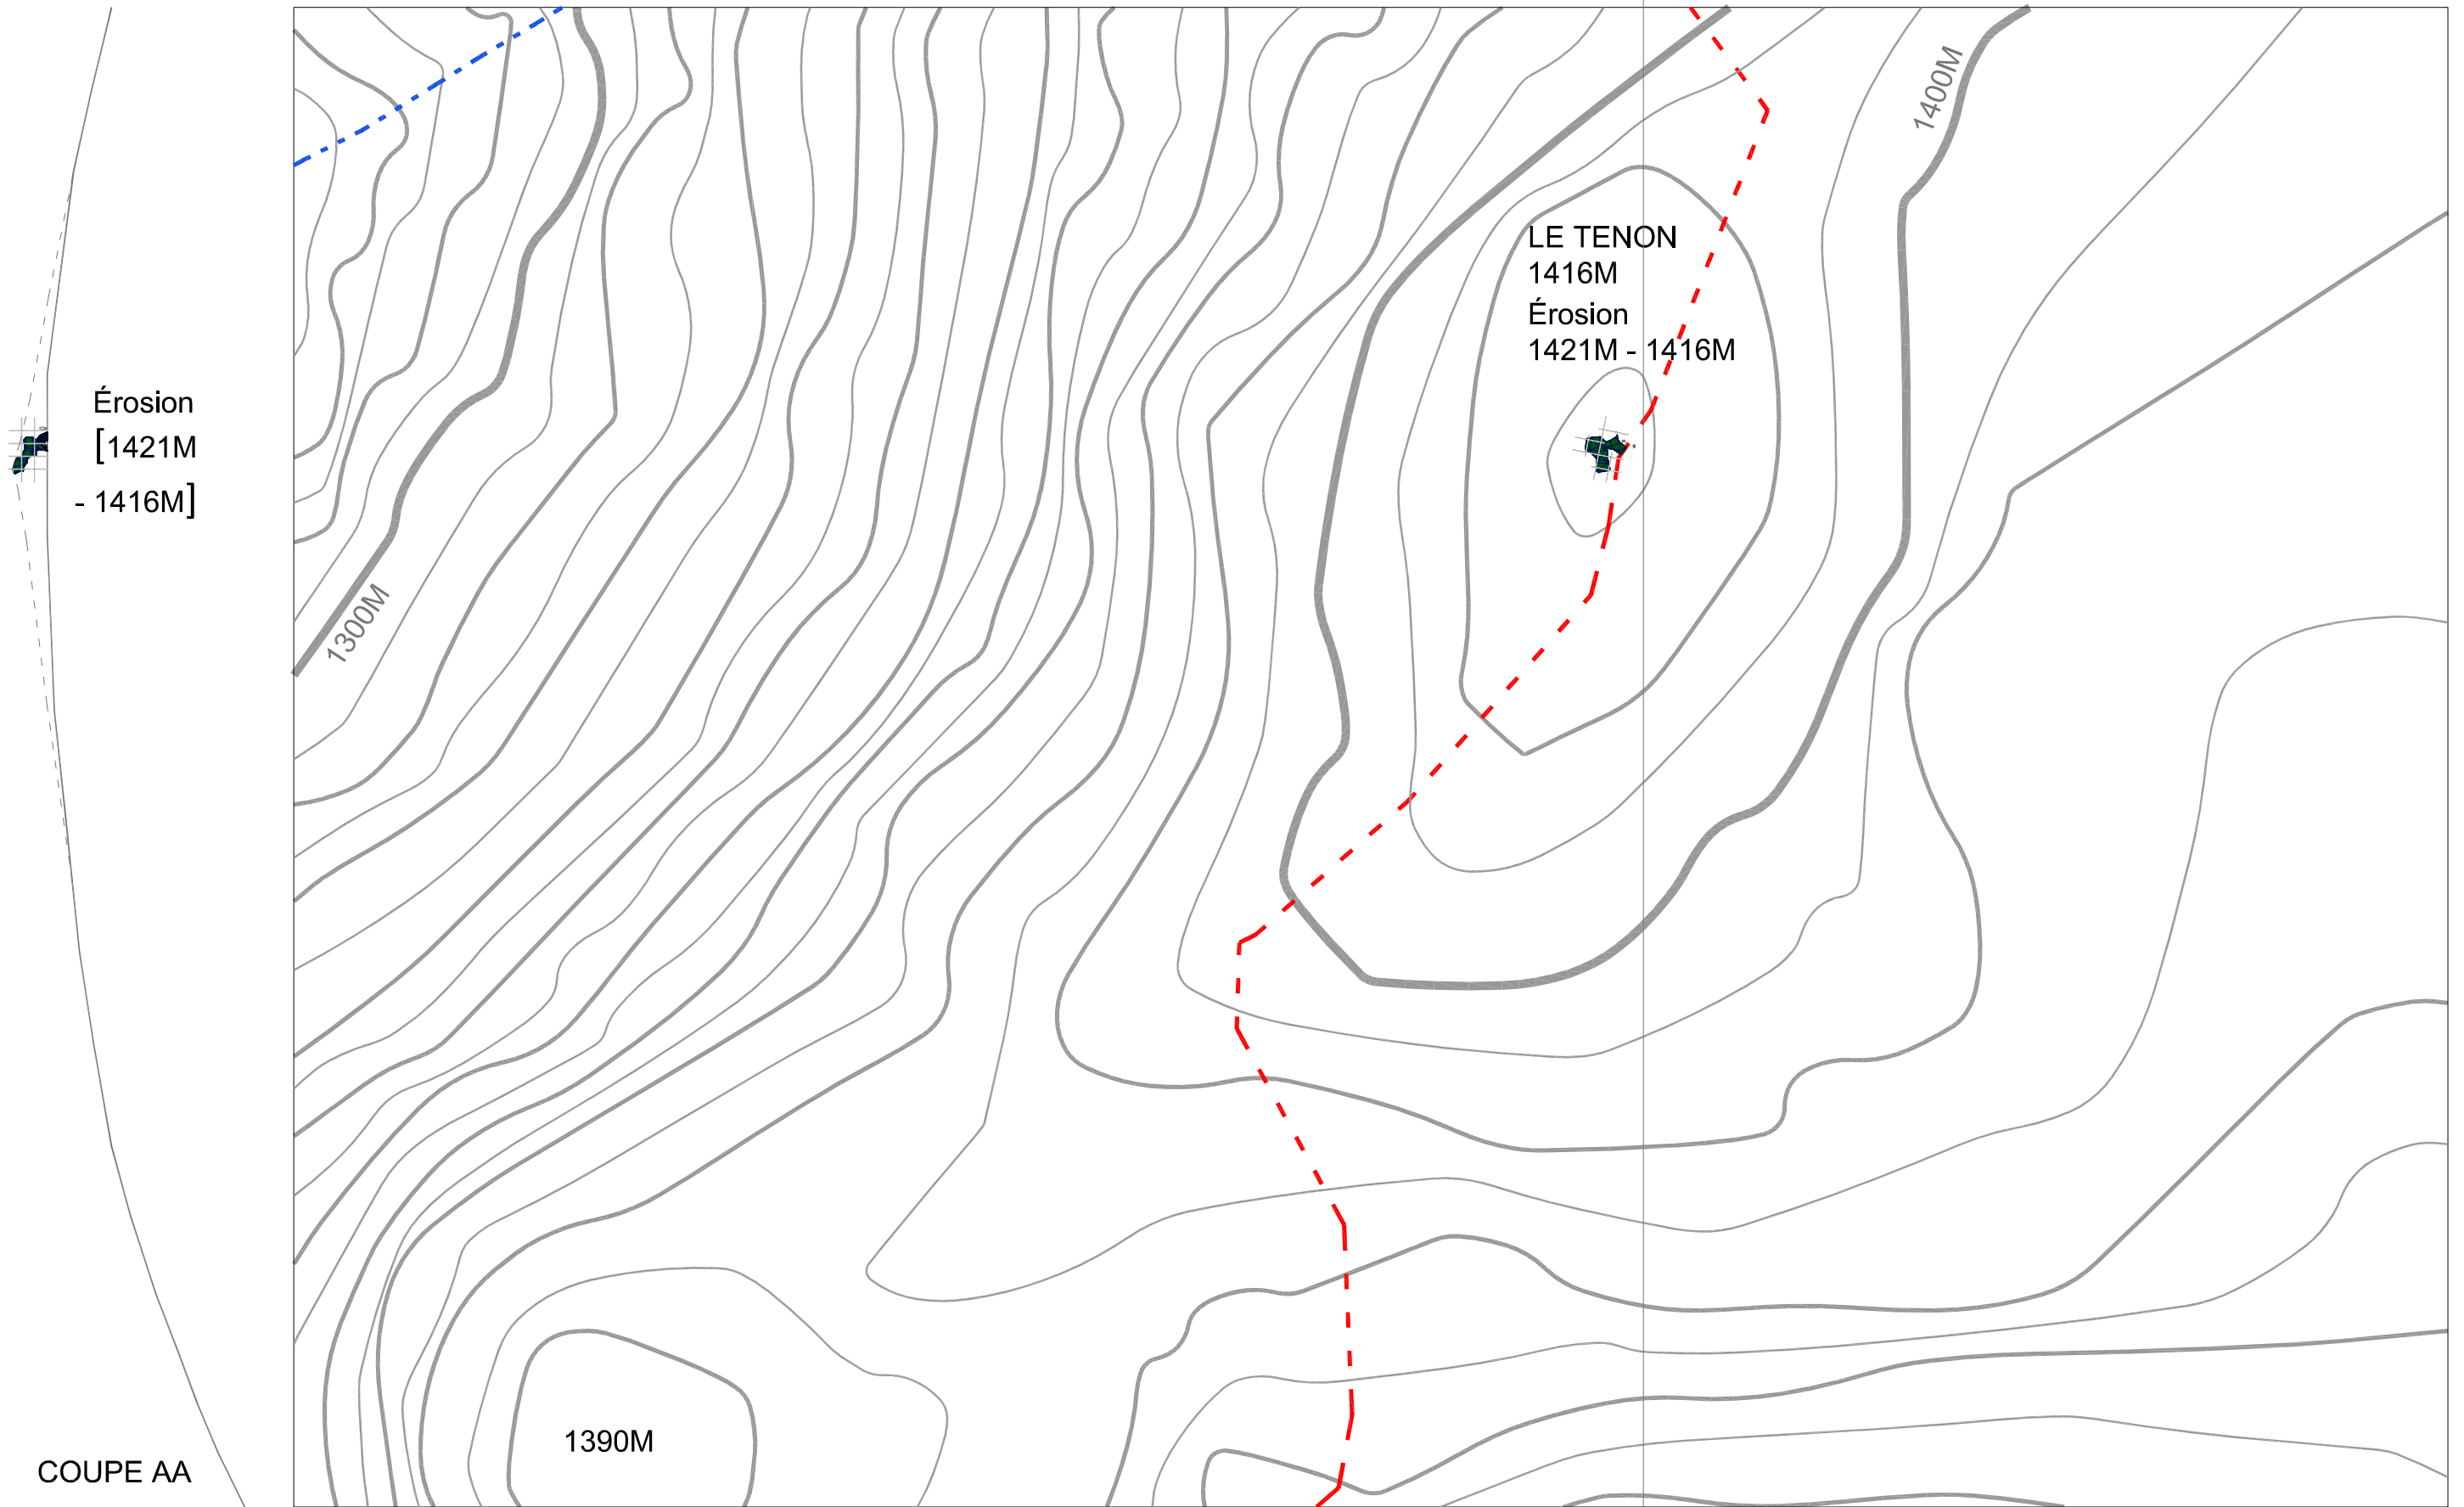 1400M
LE TENON
1416M
Érosion
1421M - 1416M
Érosion
[1421M
- 1416M]
1300M
1390M
COUPE AA